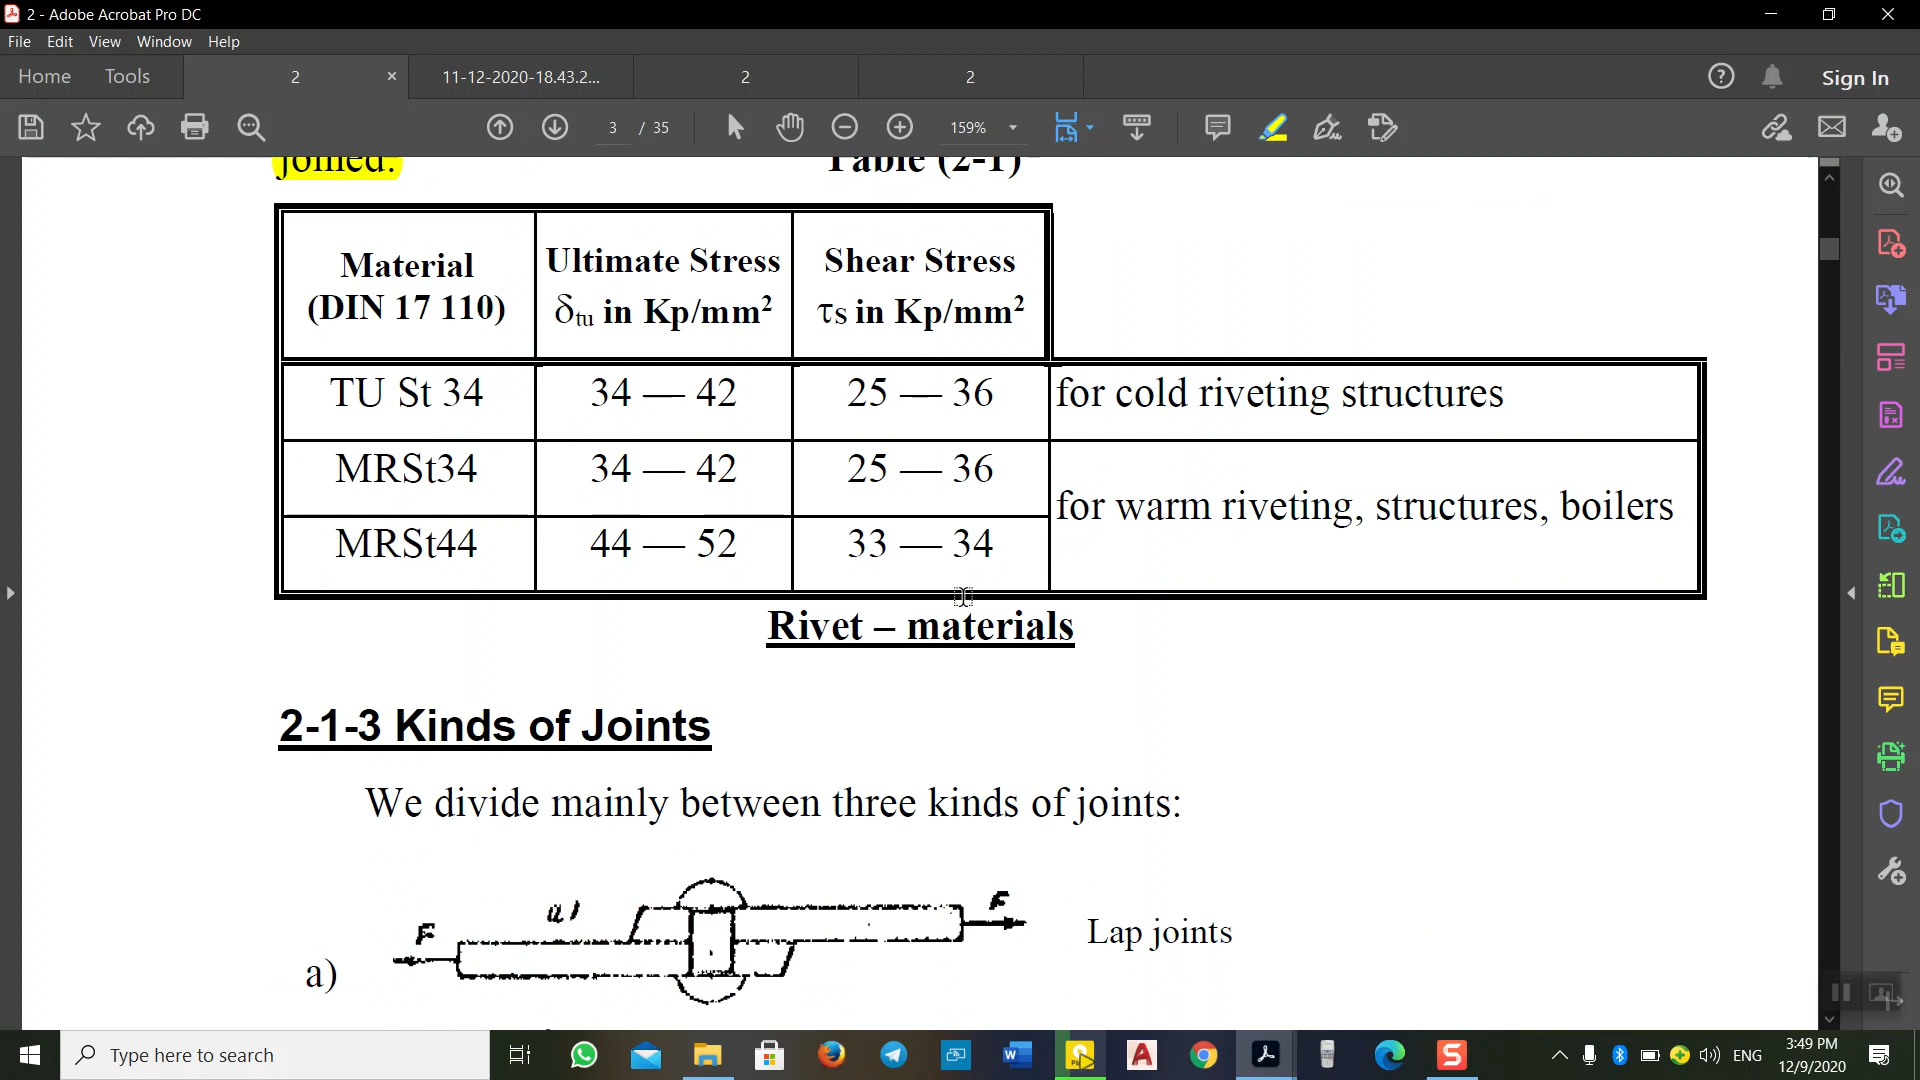 2 - Adobe Acrobat Pro DC
File Edit View Window Help
Home Tools 2 11-12-2020-18.43.2... 2 2 Sign In
3 / 35 159%
joined. Table (2-1)
Material (DIN 17 110)
Ultimate Stress δtu in Kp/mm²
Shear Stress τs in Kp/mm²
TU St 34 34 — 42 25 — 36 for cold riveting structures
MRSt34 34 — 42 25 — 36 for warm riveting, structures, boilers
MRSt44 44 — 52 33 — 34
Rivet – materials
2-1-3 Kinds of Joints
We divide mainly between three kinds of joints:
a) F a) F Lap joints
Type here to search
ENG
3:49 PM
12/9/2020